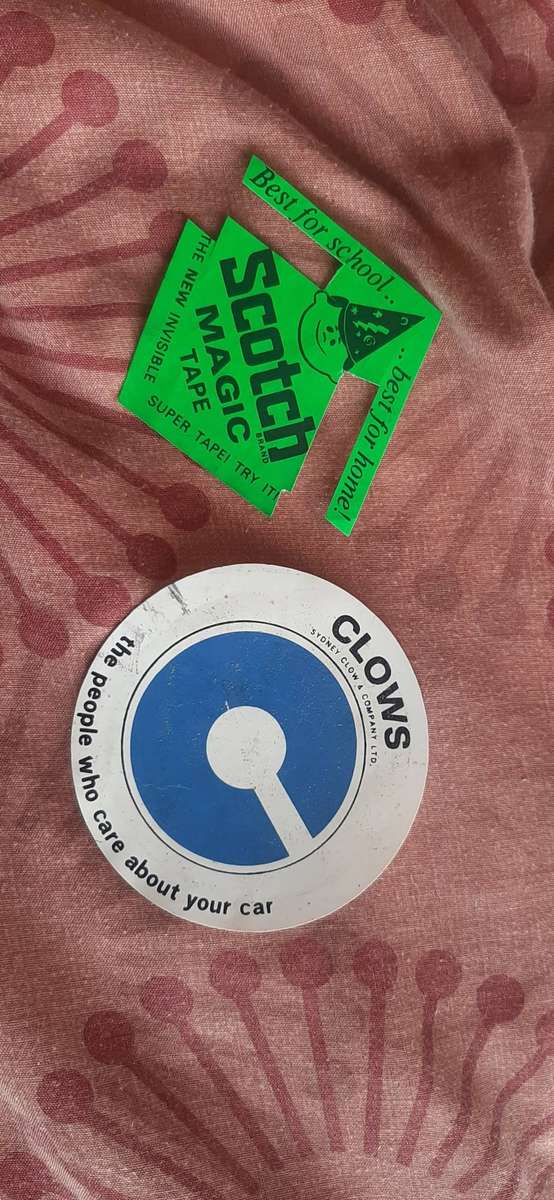 Best for school..
..best for home!
Scotch
BRAND
MAGIC
TAPE
THE NEW INVISIBLE
SUPER TAPE! TRY IT!
CLOWS
SYDNEY CLOW & COMPANY LTD.
the people who care about your car